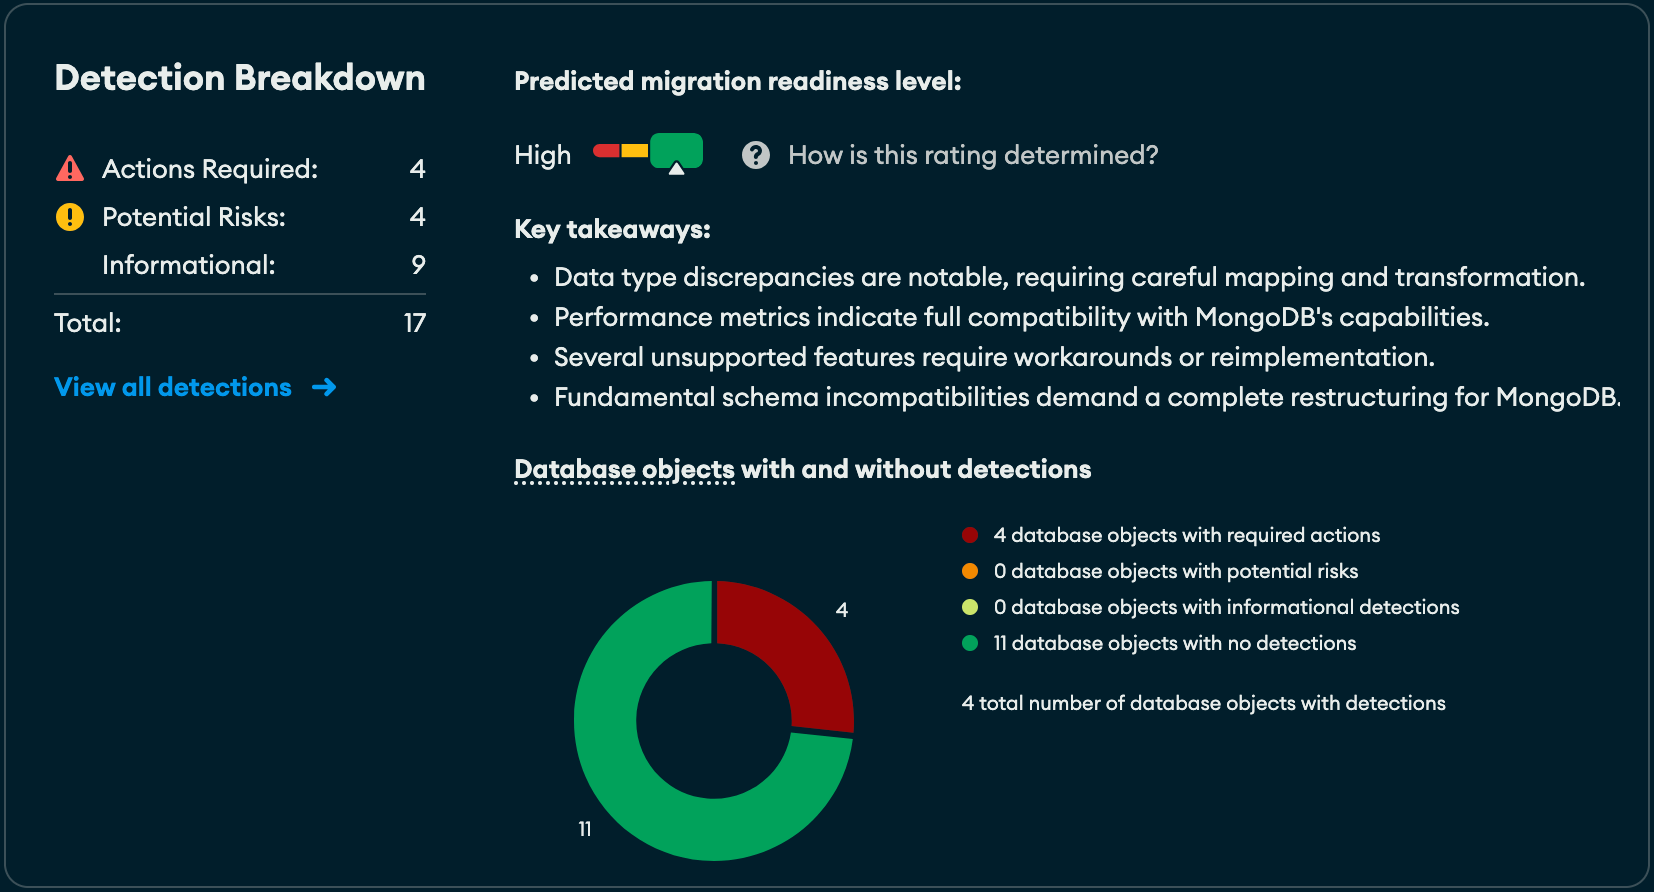 Detection Breakdown
Actions Required: 4
Potential Risks: 4
Informational: 9
Total: 17
View all detections →
Predicted migration readiness level:
High
How is this rating determined?
Key takeaways:
• Data type discrepancies are notable, requiring careful mapping and transformation.
• Performance metrics indicate full compatibility with MongoDB's capabilities.
• Several unsupported features require workarounds or reimplementation.
• Fundamental schema incompatibilities demand a complete restructuring for MongoDB.
Database objects with and without detections
4
11
4 database objects with required actions
0 database objects with potential risks
0 database objects with informational detections
11 database objects with no detections
4 total number of database objects with detections